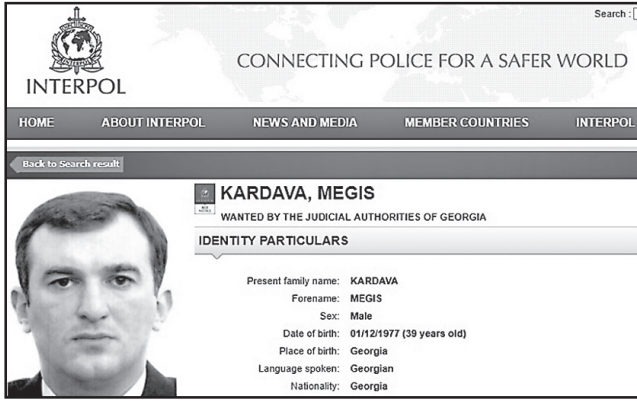 Search :
INTERPOL
CONNECTING POLICE FOR A SAFER WORLD
HOME ABOUT INTERPOL NEWS AND MEDIA MEMBER COUNTRIES INTERPOL
Back to Search result
KARDAVA, MEGIS
WANTED BY THE JUDICIAL AUTHORITIES OF GEORGIA
IDENTITY PARTICULARS
Present family name: KARDAVA
Forename: MEGIS
Sex: Male
Date of birth: 01/12/1977 (39 years old)
Place of birth: Georgia
Language spoken: Georgian
Nationality: Georgia